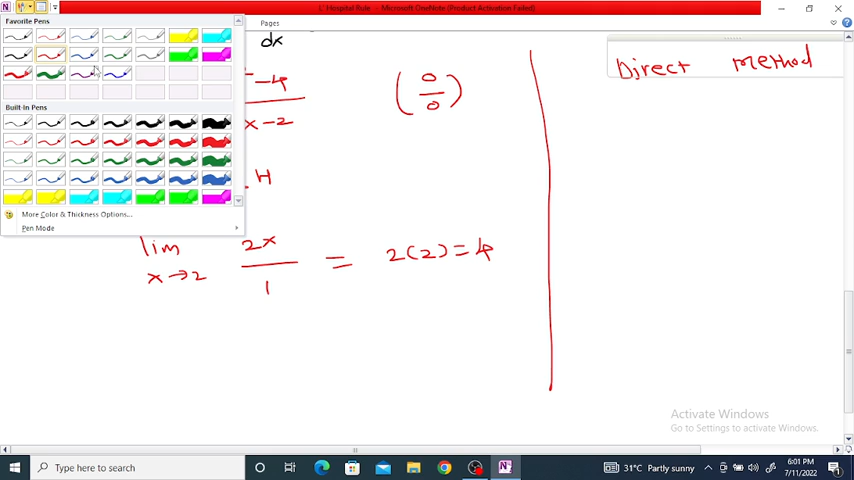 L' Hospital Rule - Microsoft OneNote (Product Activation Failed)
Favorite Pens
Pages
Built-In Pens
More Color & Thickness Options...
Pen Mode
dx
-4
x-2
(0/0)
Direct method
. H
lim x→2 2x/1 = 2(2)=4
Activate Windows
Go to Settings to activate Windows.
Type here to search
31°C Partly sunny
6:01 PM
7/11/2022